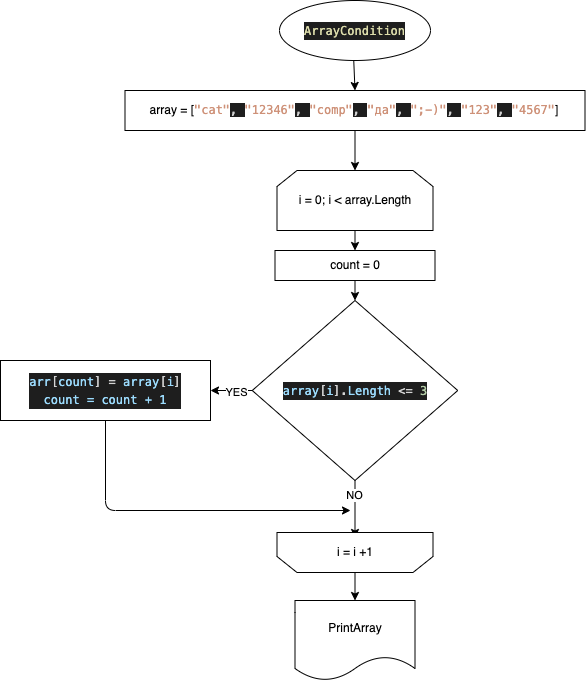 ArrayCondition
array = ["cat", "12346", "comp", "да", ";-)", "123", "4567"]
i = 0; i < array.Length
count = 0
array[i].Length <= 3
YES
arr[count] = array[i]
count = count + 1
NO
i = i +1
PrintArray